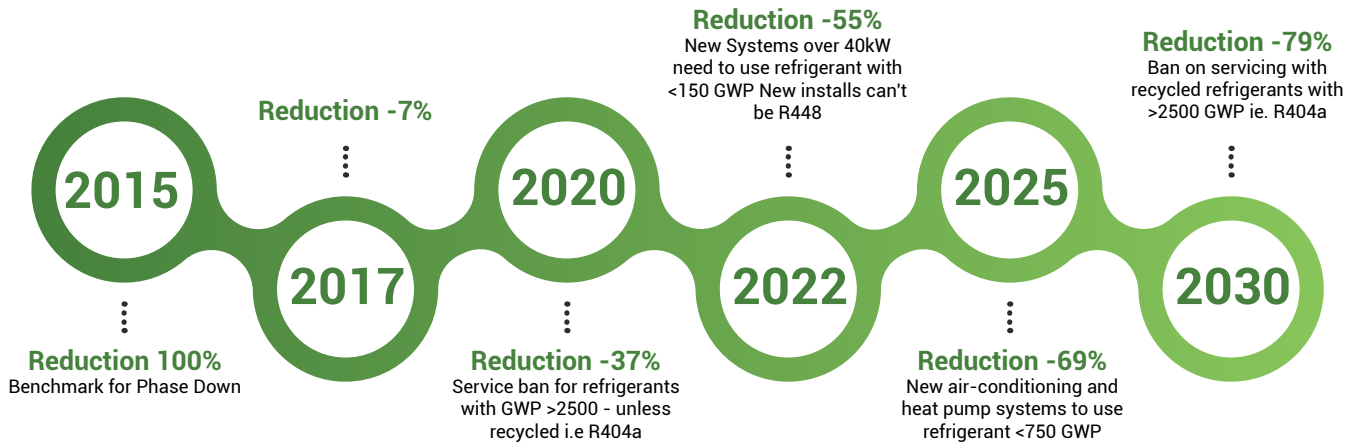 2015
Reduction 100%
Benchmark for Phase Down
Reduction -7%
2017
2020
Reduction -37%
Service ban for refrigerants
with GWP >2500 - unless
recycled i.e R404a
Reduction -55%
New Systems over 40kW
need to use refrigerant with
<150 GWP New installs can't
be R448
2022
2025
Reduction -69%
New air-conditioning and
heat pump systems to use
refrigerant <750 GWP
Reduction -79%
Ban on servicing with
recycled refrigerants with
>2500 GWP ie. R404a
2030